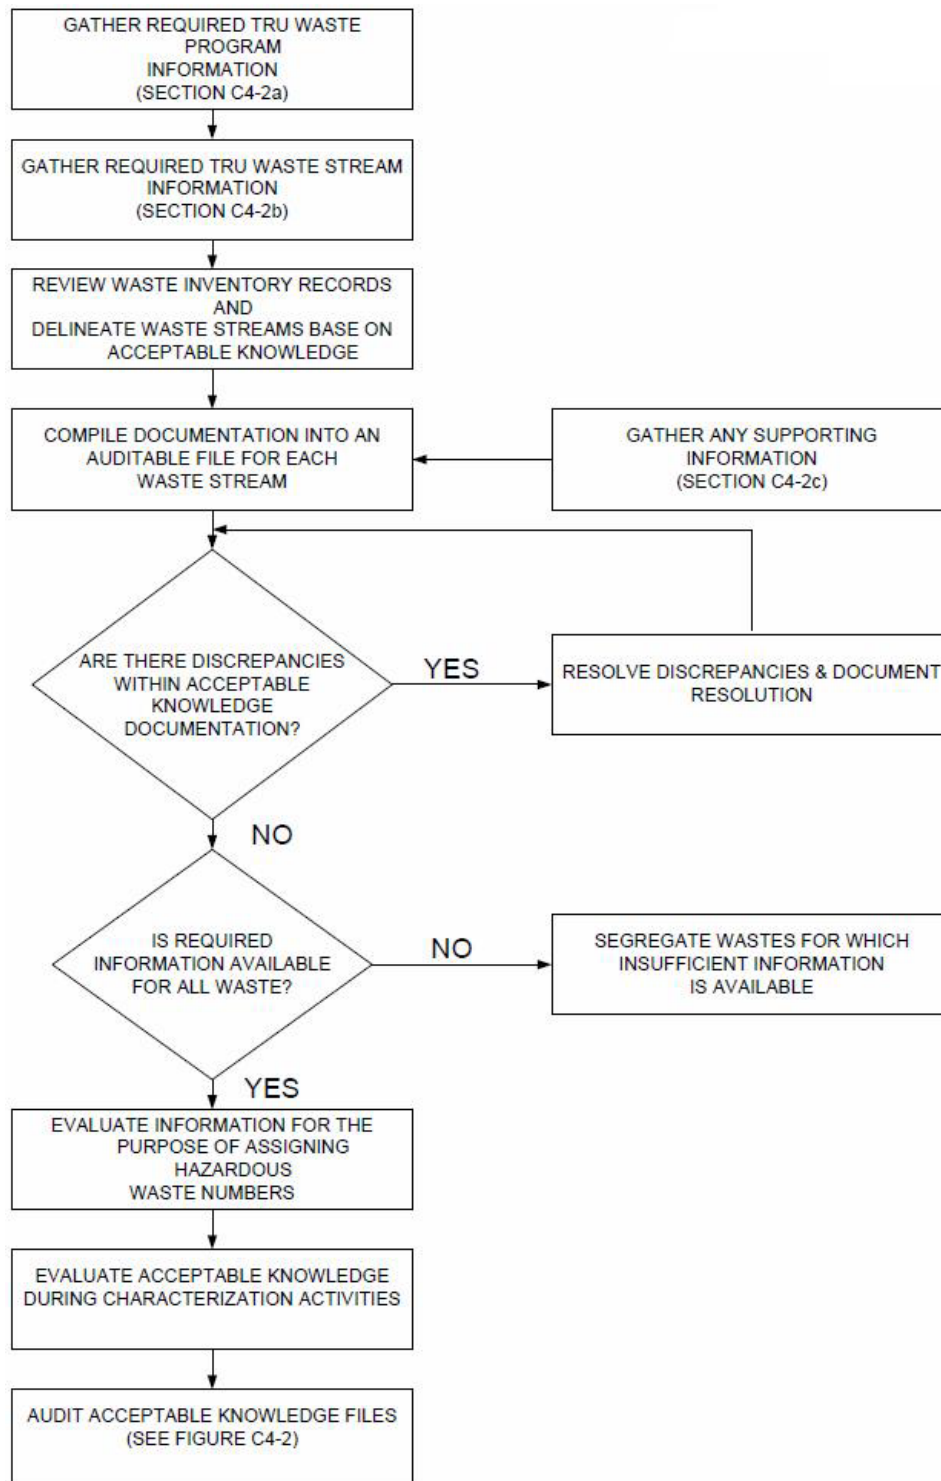 GATHER REQUIRED TRU WASTE
PROGRAM
INFORMATION
(SECTION C4-2a)
GATHER REQUIRED TRU WASTE STREAM
INFORMATION
(SECTION C4-2b)
REVIEW WASTE INVENTORY RECORDS
AND
DELINEATE WASTE STREAMS BASE ON
ACCEPTABLE KNOWLEDGE
COMPILE DOCUMENTATION INTO AN
AUDITABLE FILE FOR EACH
WASTE STREAM
GATHER ANY SUPPORTING
INFORMATION
(SECTION C4-2c)
ARE THERE DISCREPANCIES
WITHIN ACCEPTABLE
KNOWLEDGE
DOCUMENTATION?
YES
RESOLVE DISCREPANCIES & DOCUMENT
RESOLUTION
NO
IS REQUIRED
INFORMATION AVAILABLE
FOR ALL WASTE?
NO
SEGREGATE WASTES FOR WHICH
INSUFFICIENT INFORMATION
IS AVAILABLE
YES
EVALUATE INFORMATION FOR THE
PURPOSE OF ASSIGNING
HAZARDOUS
WASTE NUMBERS
EVALUATE ACCEPTABLE KNOWLEDGE
DURING CHARACTERIZATION ACTIVITIES
AUDIT ACCEPTABLE KNOWLEDGE FILES
(SEE FIGURE C4-2)